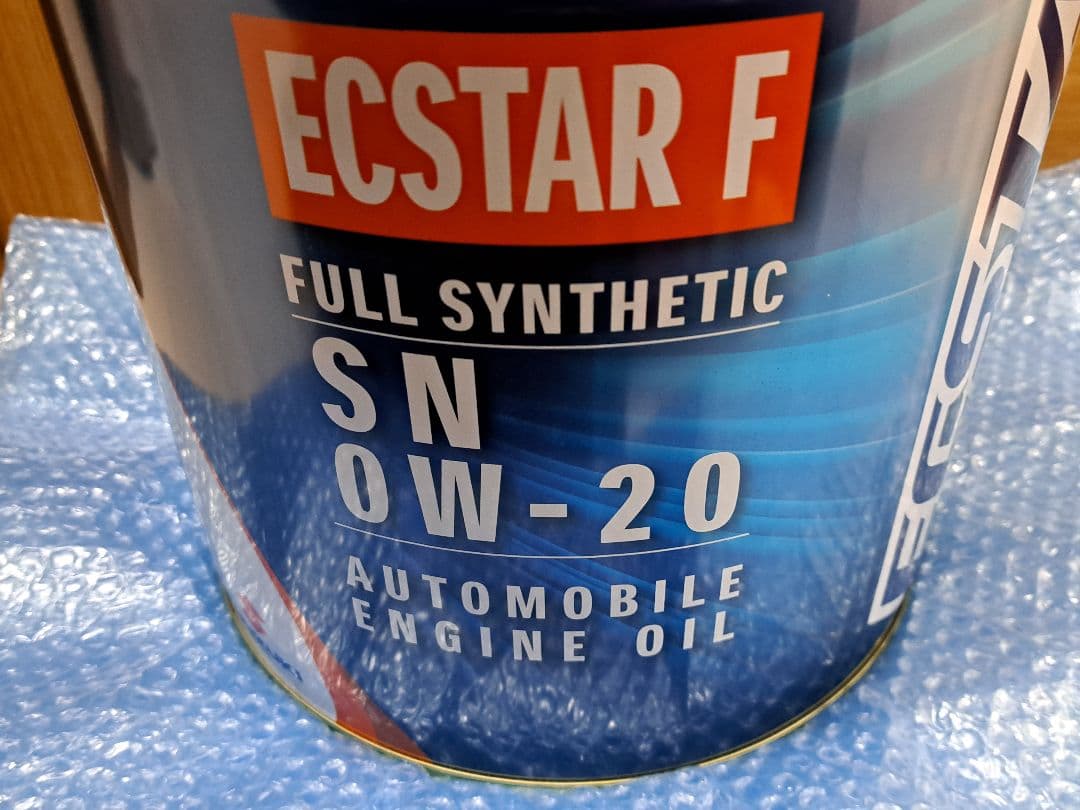 ECSTAR F
FULL SYNTHETIC
SN
0W-20
AUTOMOBILE
ENGINE OIL